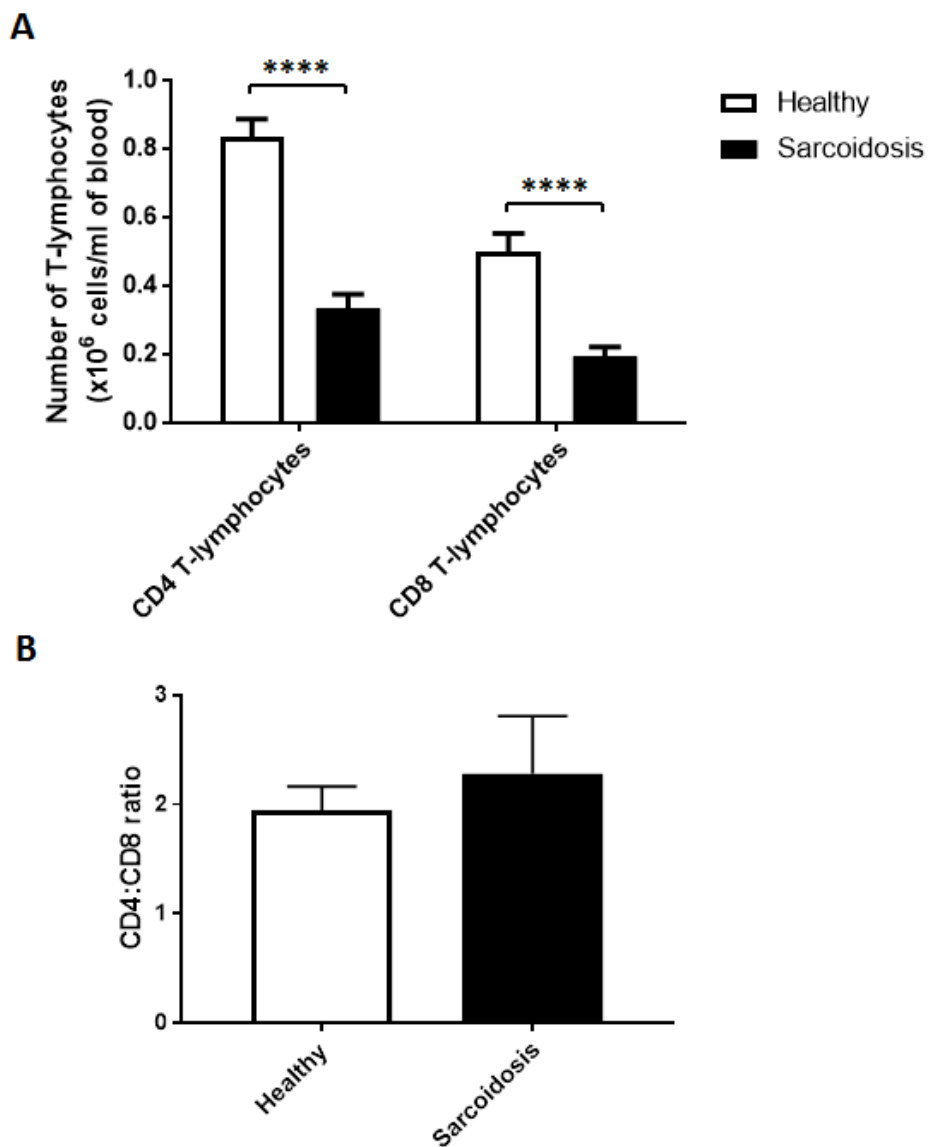 A
Number of T-lymphocytes
(x10⁶ cells/ml of blood)
1.0
0.8
0.6
0.4
0.2
0.0
****
****
Healthy
Sarcoidosis
CD4 T-lymphocytes
CD8 T-lymphocytes
B
CD4:CD8 ratio
3
2
1
0
Healthy
Sarcoidosis